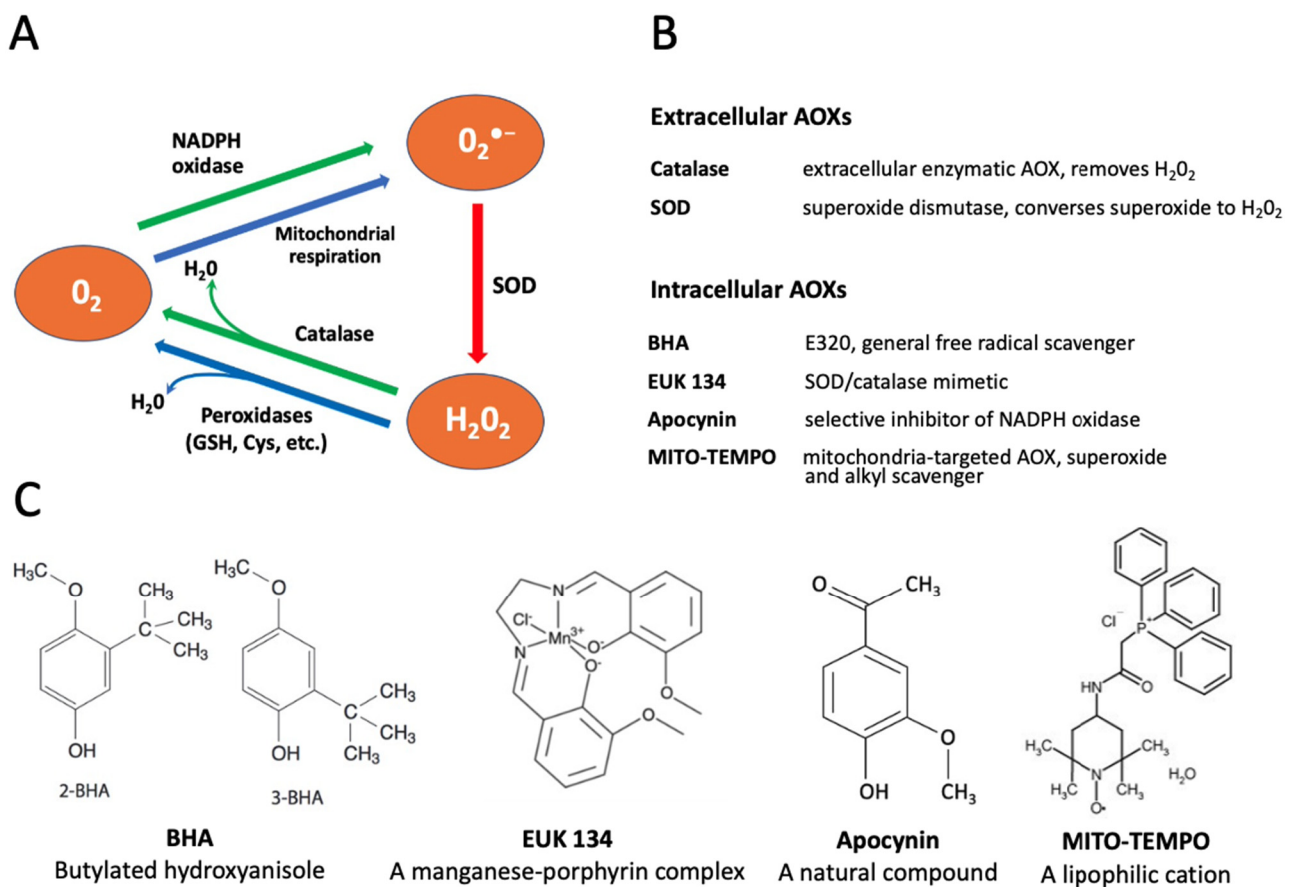 A
NADPH
oxidase
0₂•–
Mitochondrial
respiration
0₂
H₂0
SOD
Catalase
H₂0
Peroxidases
(GSH, Cys, etc.)
H₂0₂
B
Extracellular AOXs
Catalase extracellular enzymatic AOX, removes H₂0₂
SOD superoxide dismutase, converses superoxide to H₂0₂
Intracellular AOXs
BHA E320, general free radical scavenger
EUK 134 SOD/catalase mimetic
Apocynin selective inhibitor of NADPH oxidase
MITO-TEMPO mitochondria-targeted AOX, superoxide
and alkyl scavenger
C
H₃C
O
CH₃
C
CH₃
CH₃
OH
2-BHA
H₃C
O
CH₃
C
CH₃
CH₃
OH
3-BHA
BHA
Butylated hydroxyanisole
N
Cl-
Mn³⁺
O-
N
O-
O
O
EUK 134
A manganese-porphyrin complex
O
CH₃
O
OH
CH₃
Apocynin
A natural compound
Cl⁻
P⁺
HN
O
H₃C
CH₃
N
H₃C
CH₃
O•
H₂O
MITO-TEMPO
A lipophilic cation